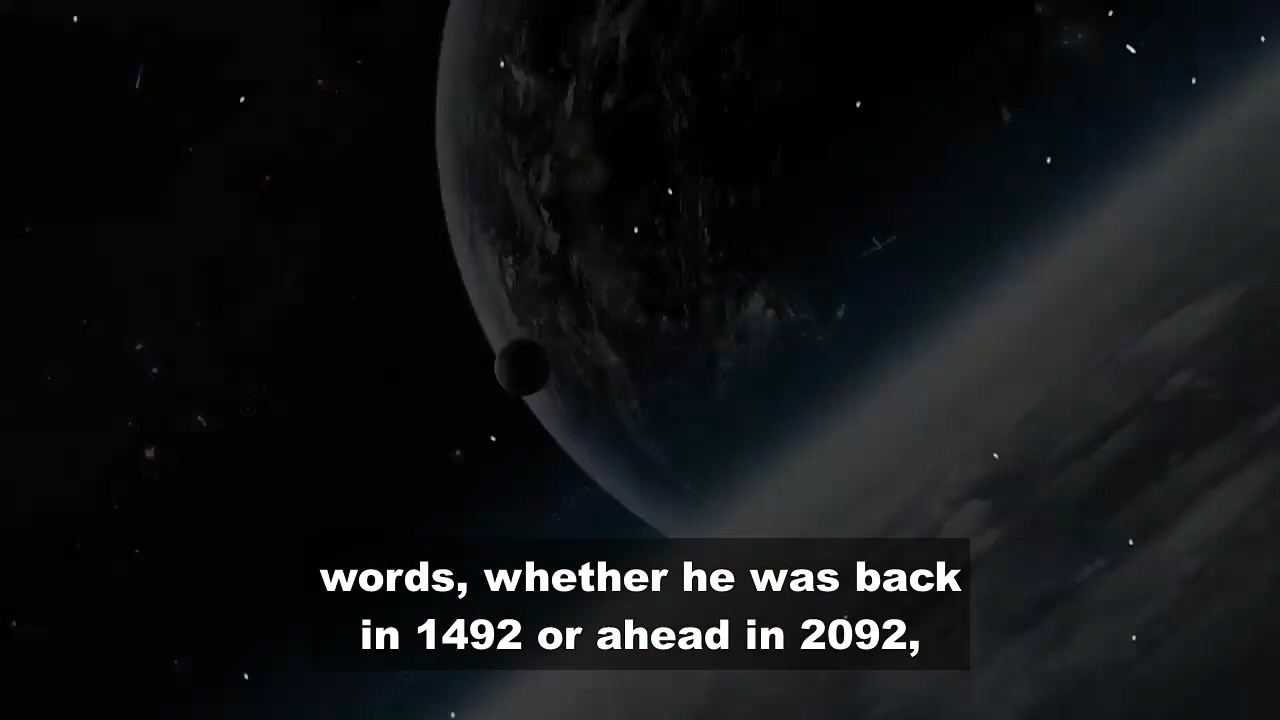 words, whether he was back
in 1492 or ahead in 2092,